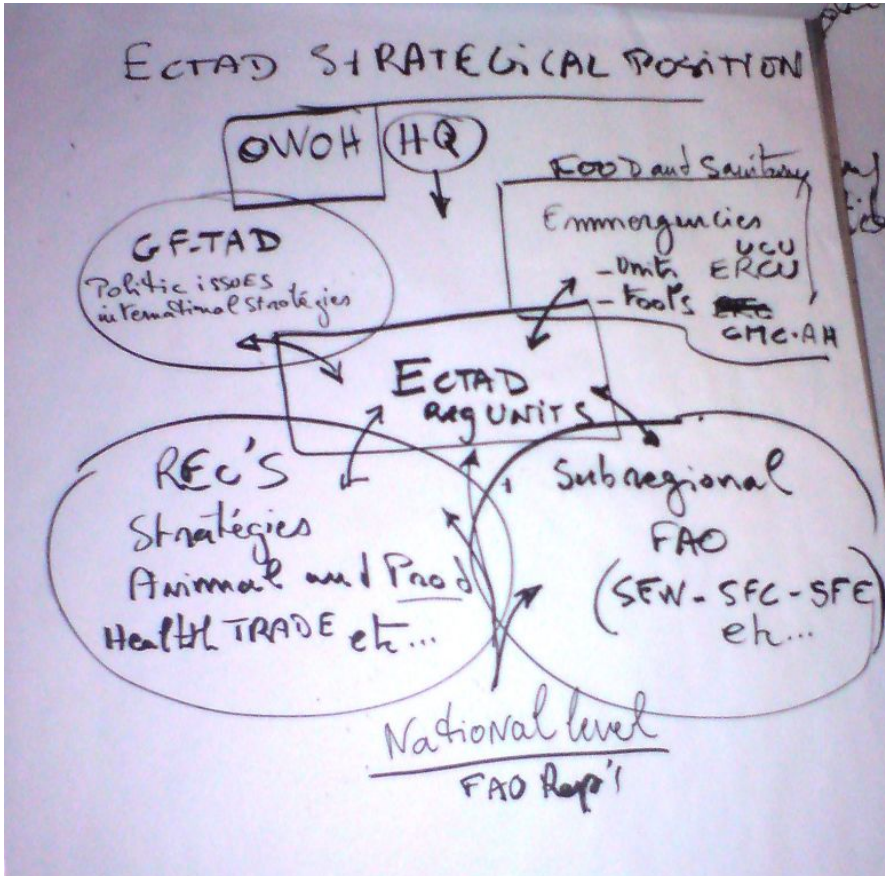 ECTAD STRATEGICAL POSITION
OWOH HQ
FOOD and Sanitary
Emmergencies
UCU
- Units ERCU
- Tools
CMC-AH
GF-TAD
Politic issues
international stratégies
ECTAD
REG UNITS
REC'S
Stratégies
Animal and Prod
Health TRADE etc...
Subregional
FAO
(SFW - SFC - SFE)
etc...
National level
FAO Rep's